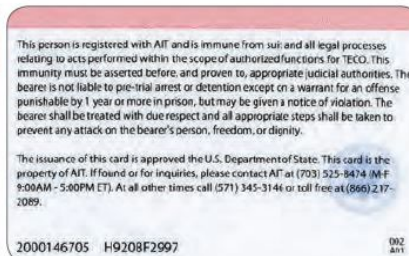 This person is registered with AIT and is immune from suit and all legal processes
relating to acts performed within the scope of authorized functions for TECO. This
immunity must be asserted before, and proven to, appropriate judicial authorities. The
bearer is not liable to pre-trial arrest or detention except on a warrant for an offense
punishable by 1 year or more in prison, but may be given a notice of violation. The
bearer shall be treated with due respect and all appropriate steps shall be taken to
prevent any attack on the bearer's person, freedom, or dignity.
The issuance of this card is approved the U.S. Department of State. This card is the
property of AIT. If found or for inquiries, please contact AIT at (703) 525-8474 (M-F
9:00AM - 5:00PM ET). At all other times call (571) 345-3146 or toll free at (866) 217-
2089.
2000146705 H9208F2997
002
A01